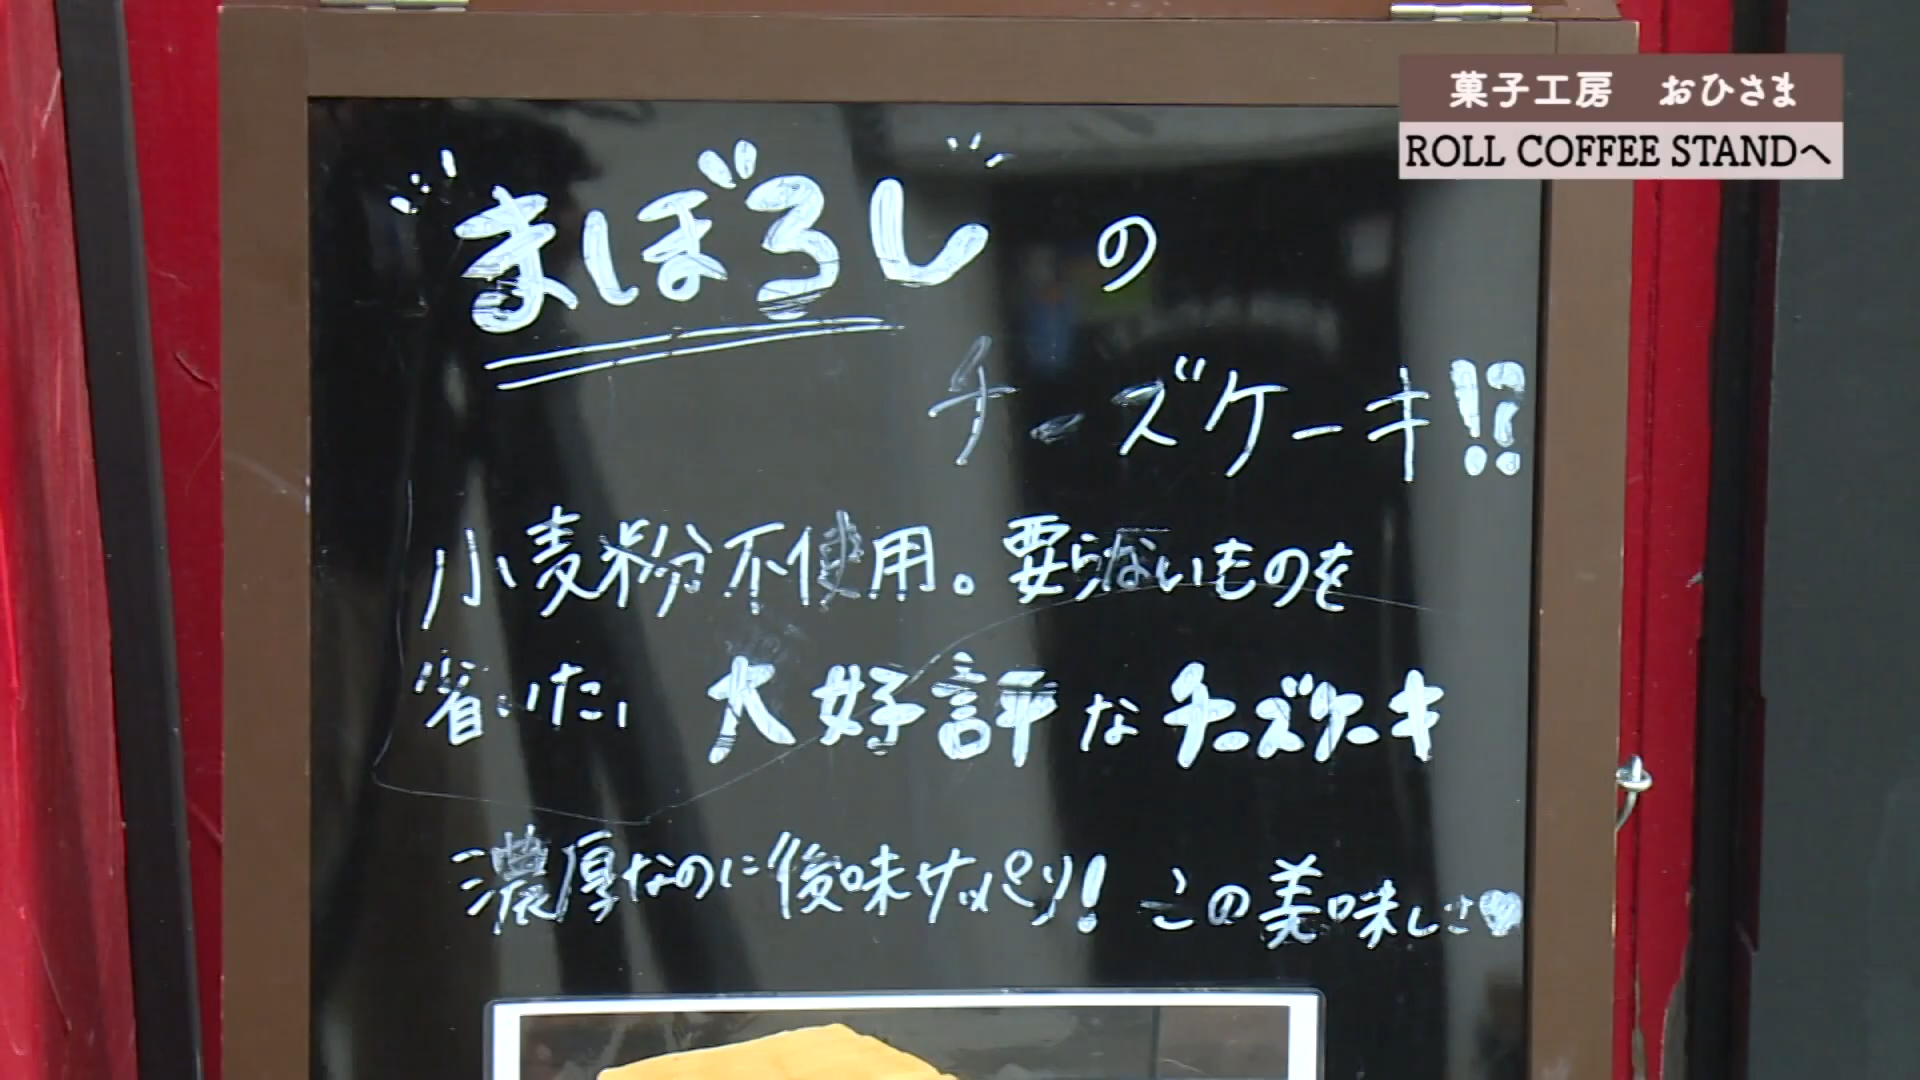 菓子工房　おひさま
ROLL COFFEE STANDへ
"まぼろし"の
チーズケーキ!?
小麦粉不使用。要らないものを
省いた、大好評なチーズケーキ
濃厚なのに後味サッパリ! この美味しさ♥